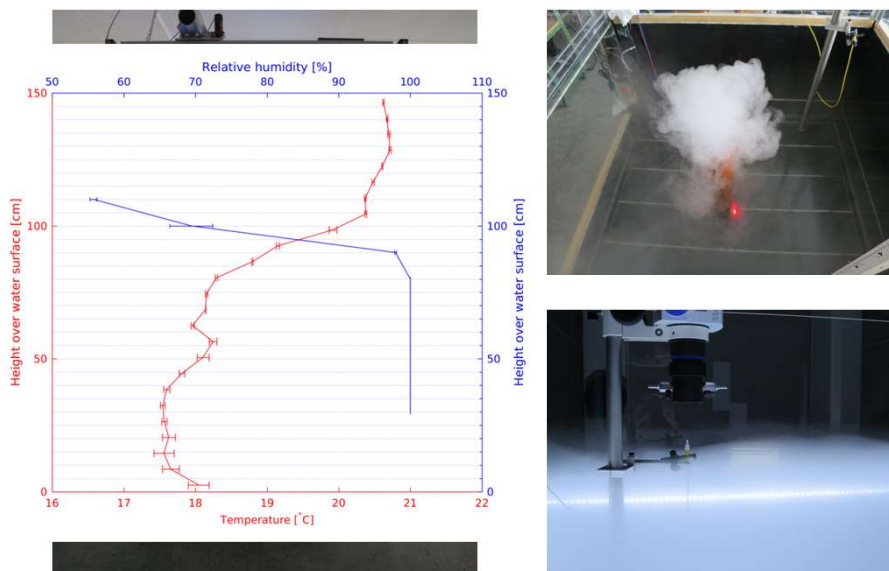 Relative humidity [%]
50 60 70 80 90 100 110
150 150
100 100
50 50
0 0
Height over water surface [cm]
Height over water surface [cm]
16 17 18 19 20 21 22
Temperature [°C]